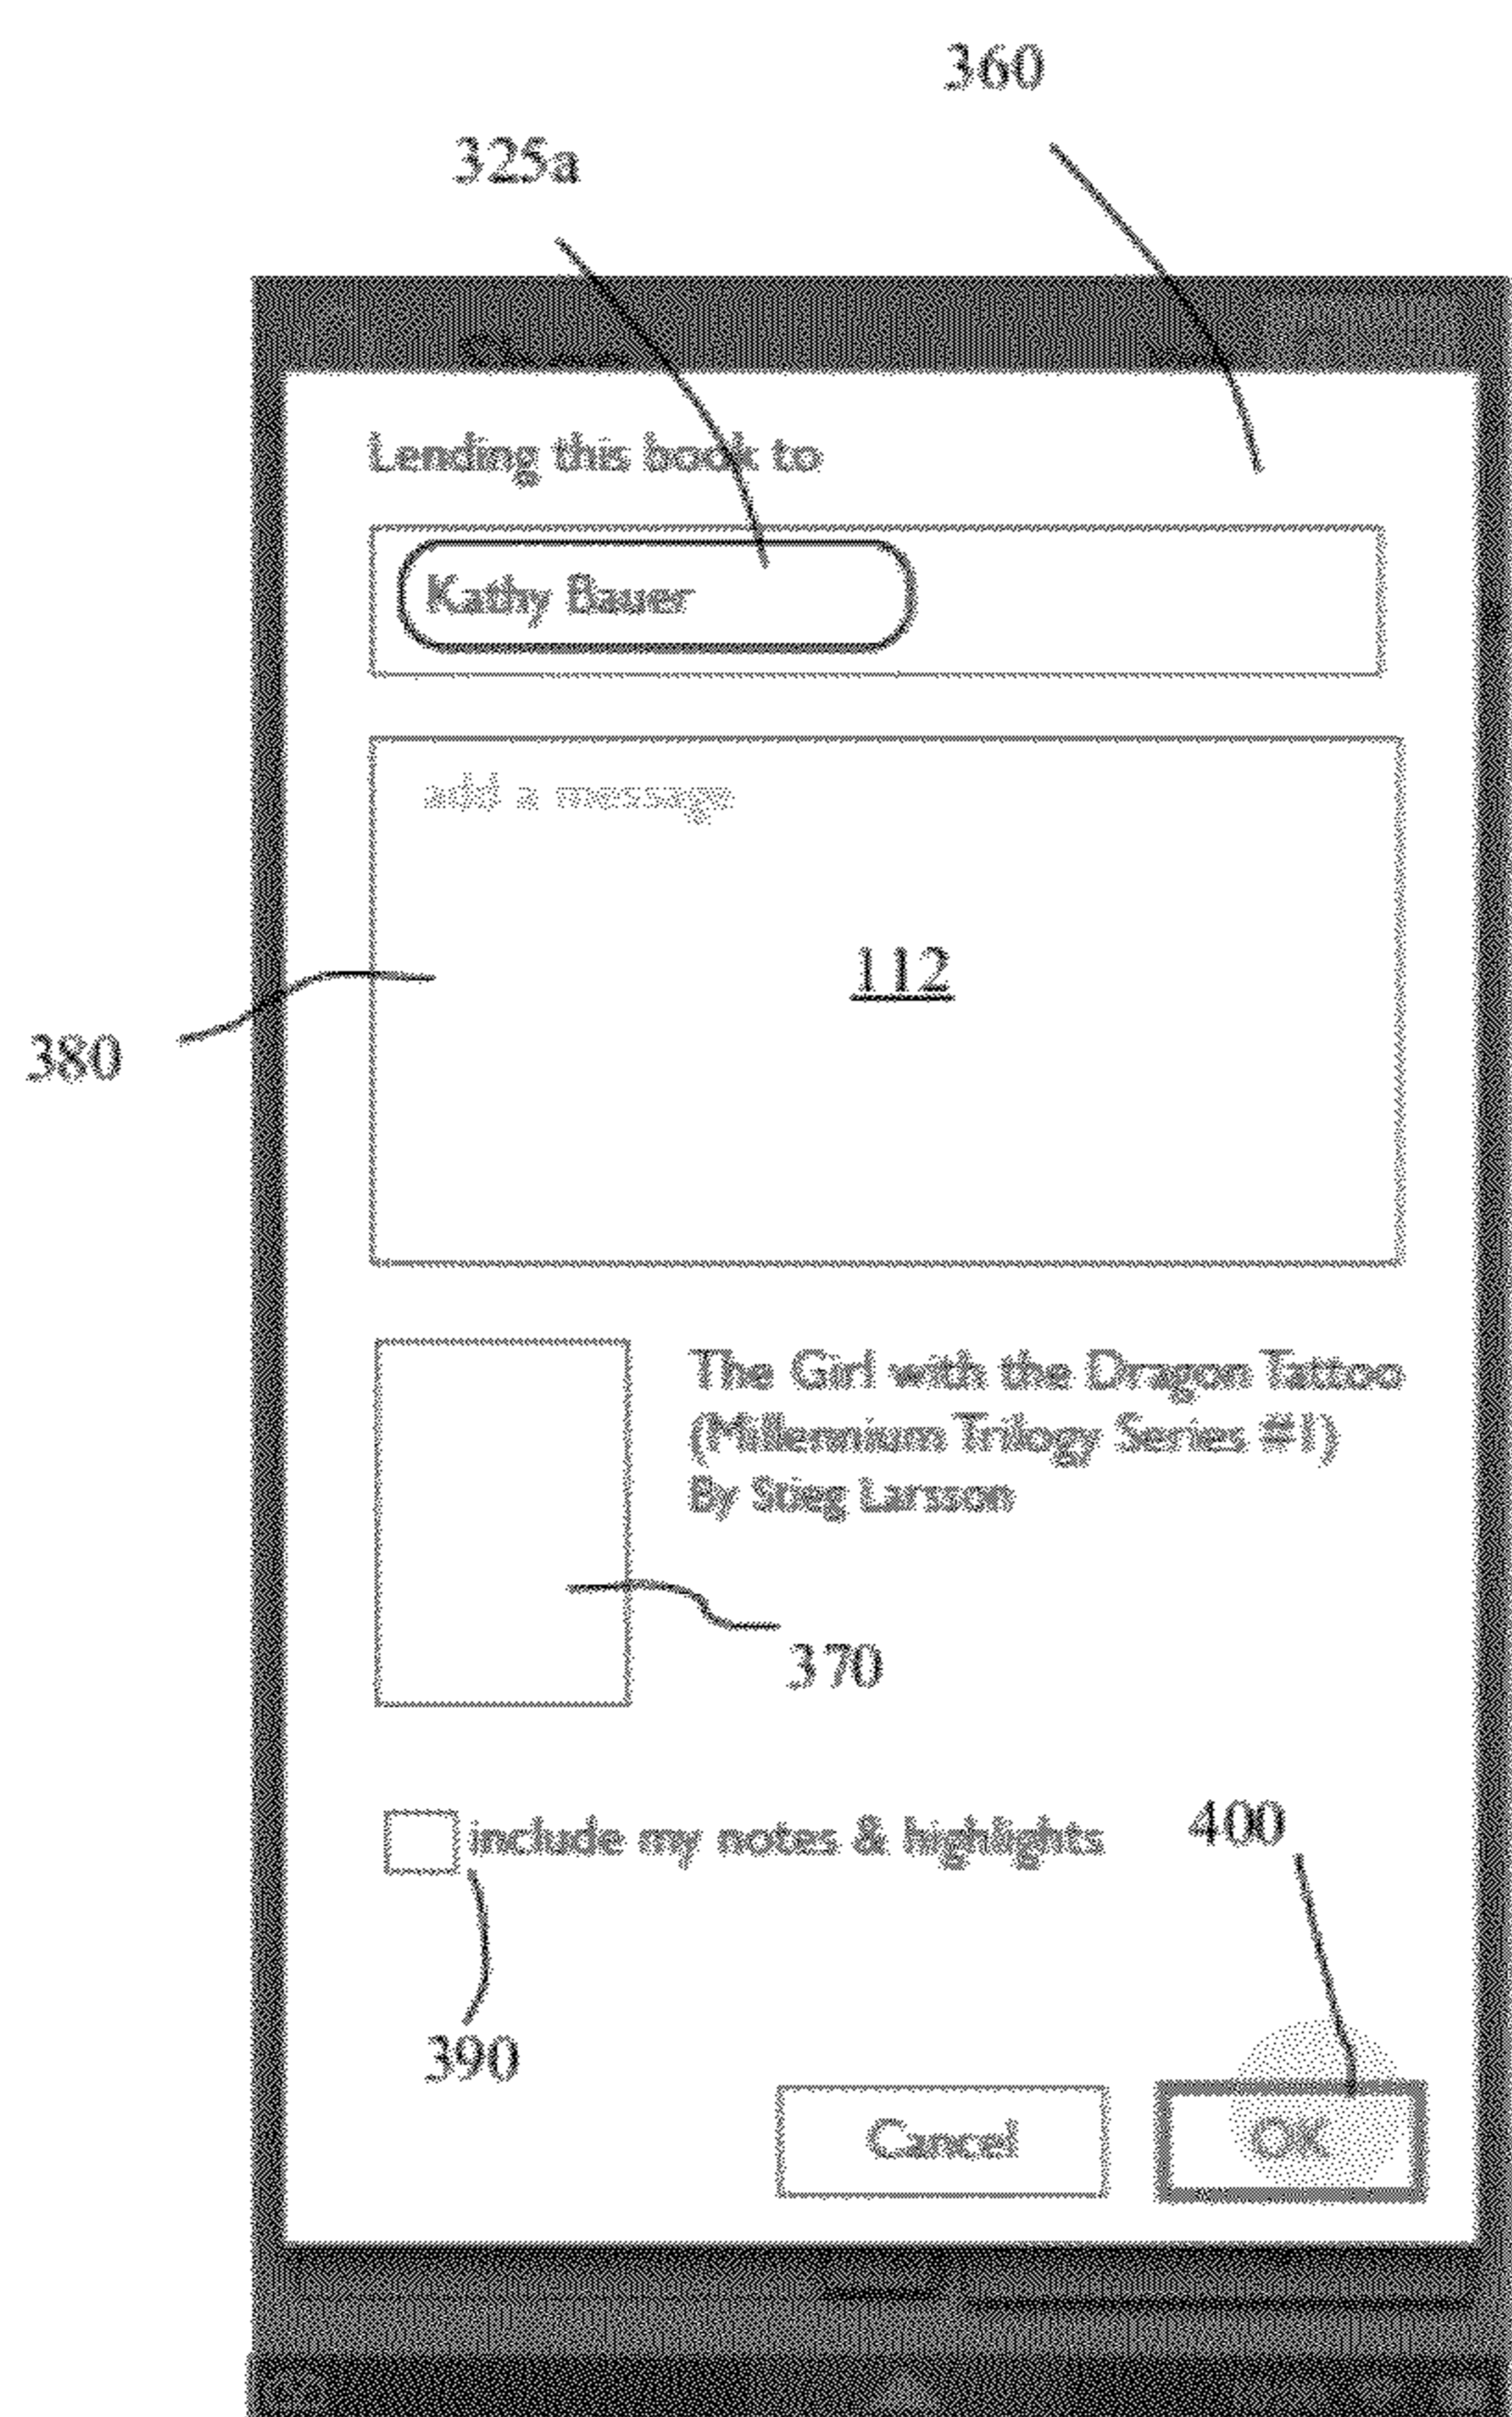 360
325a
Lending this book to
Kathy Bauer
add a message
112
380
The Girl with the Dragon Tattoo
(Millennium Trilogy Series #1)
By Stieg Larsson
370
include my notes & highlights
400
390
Cancel
OK